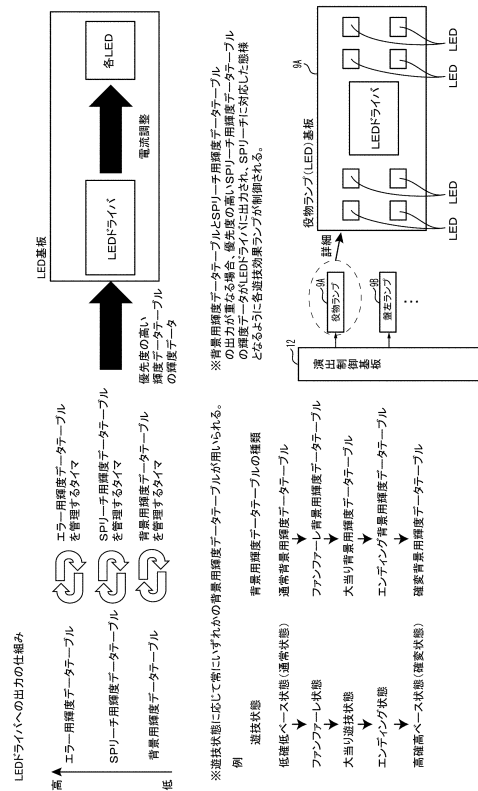 LEDドライバへの出力の仕組み
高
エラー用輝度データテーブル
SPリーチ用輝度データテーブル
背景用輝度データテーブル
低
エラー用輝度データテーブル
を管理するタイマ
SPリーチ用輝度データテーブル
を管理するタイマ
背景用輝度データテーブル
を管理するタイマ
優先度の高い
輝度データテーブル
の輝度データ
LED基板
LEDドライバ
電流調整
各LED
※背景用輝度データテーブルとSPリーチ用輝度データテーブル
の出力が重なる場合、優先度の高いSPリーチ用輝度データテーブル
の輝度データがLEDドライバに出力され、SPリーチに対応した態様
となるように各遊技効果ランプが制御される。
※遊技状態に応じて常にいずれかの背景用輝度データテーブルが用いられる。
例
遊技状態
低確低ベース状態(通常状態)
ファンファーレ状態
大当り遊技状態
エンディング状態
高確高ベース状態(確変状態)
背景用輝度データテーブルの種類
通常背景用輝度データテーブル
ファンファーレ背景用輝度データテーブル
大当り背景用輝度データテーブル
エンディング背景用輝度データテーブル
確変背景用輝度データテーブル
12
演出
制御
基板
9A
役物ランプ
9B
盤左ランプ
詳細
役物ランプ(LED)基板
9A
LEDドライバ
LED
LED
LED
LED